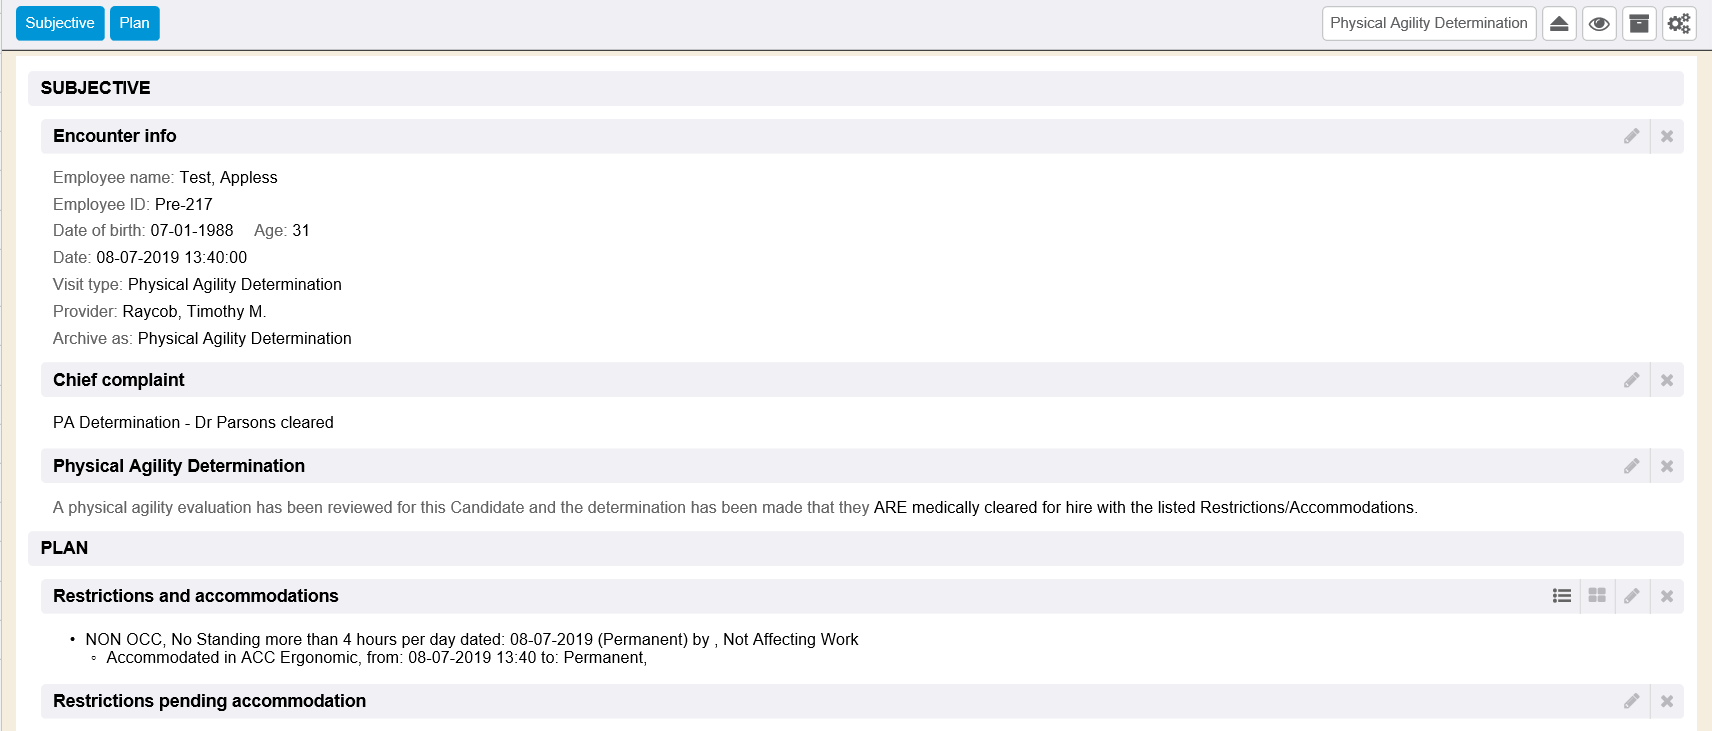 Subjective Plan Physical Agility Determination
SUBJECTIVE
Encounter info
Employee name: Test, Appless
Employee ID: Pre-217
Date of birth: 07-01-1988 Age: 31
Date: 08-07-2019 13:40:00
Visit type: Physical Agility Determination
Provider: Raycob, Timothy M.
Archive as: Physical Agility Determination
Chief complaint
PA Determination - Dr Parsons cleared
Physical Agility Determination
A physical agility evaluation has been reviewed for this Candidate and the determination has been made that they ARE medically cleared for hire with the listed Restrictions/Accommodations.
PLAN
Restrictions and accommodations
• NON OCC, No Standing more than 4 hours per day dated: 08-07-2019 (Permanent) by , Not Affecting Work
◦ Accommodated in ACC Ergonomic, from: 08-07-2019 13:40 to: Permanent,
Restrictions pending accommodation